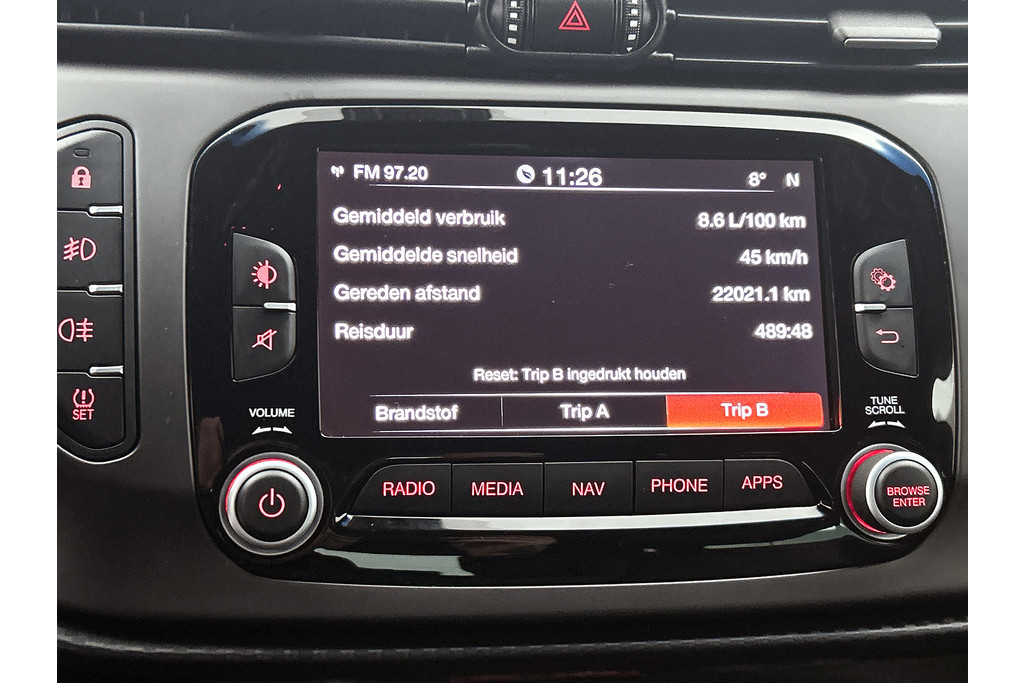 FM 97.20 11:26 8° N
Gemiddeld verbruik 8.6 L/100 km
Gemiddelde snelheid 45 km/h
Gereden afstand 22021.1 km
Reisduur 489:48
Reset: Trip B ingedrukt houden
Brandstof Trip A Trip B
SET
VOLUME
TUNE
SCROLL
RADIO MEDIA NAV PHONE APPS
BROWSE
ENTER